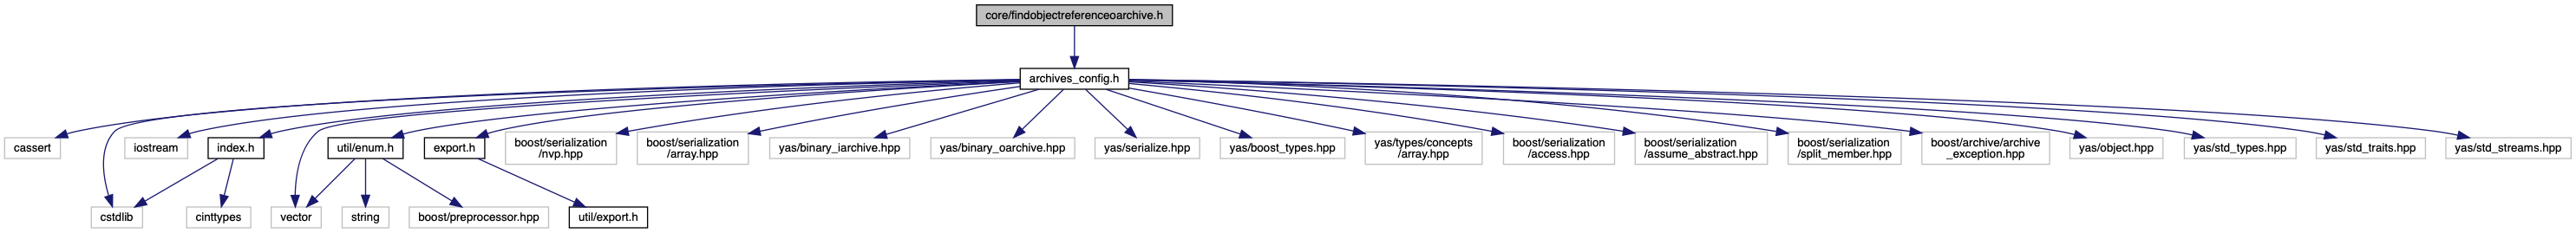 core/findobjectreferenceoarchive.h
archives_config.h
cassert
iostream
index.h
util/enum.h
export.h
boost/serialization
/nvp.hpp
boost/serialization
/array.hpp
yas/binary_iarchive.hpp
yas/binary_oarchive.hpp
yas/serialize.hpp
yas/boost_types.hpp
yas/types/concepts
/array.hpp
boost/serialization
/access.hpp
boost/serialization
/assume_abstract.hpp
boost/serialization
/split_member.hpp
boost/archive/archive
_exception.hpp
yas/object.hpp
yas/std_types.hpp
yas/std_traits.hpp
yas/std_streams.hpp
cstdlib
cinttypes
vector
string
boost/preprocessor.hpp
util/export.h